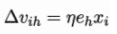 Δv_{ih} = ηe_h x_i